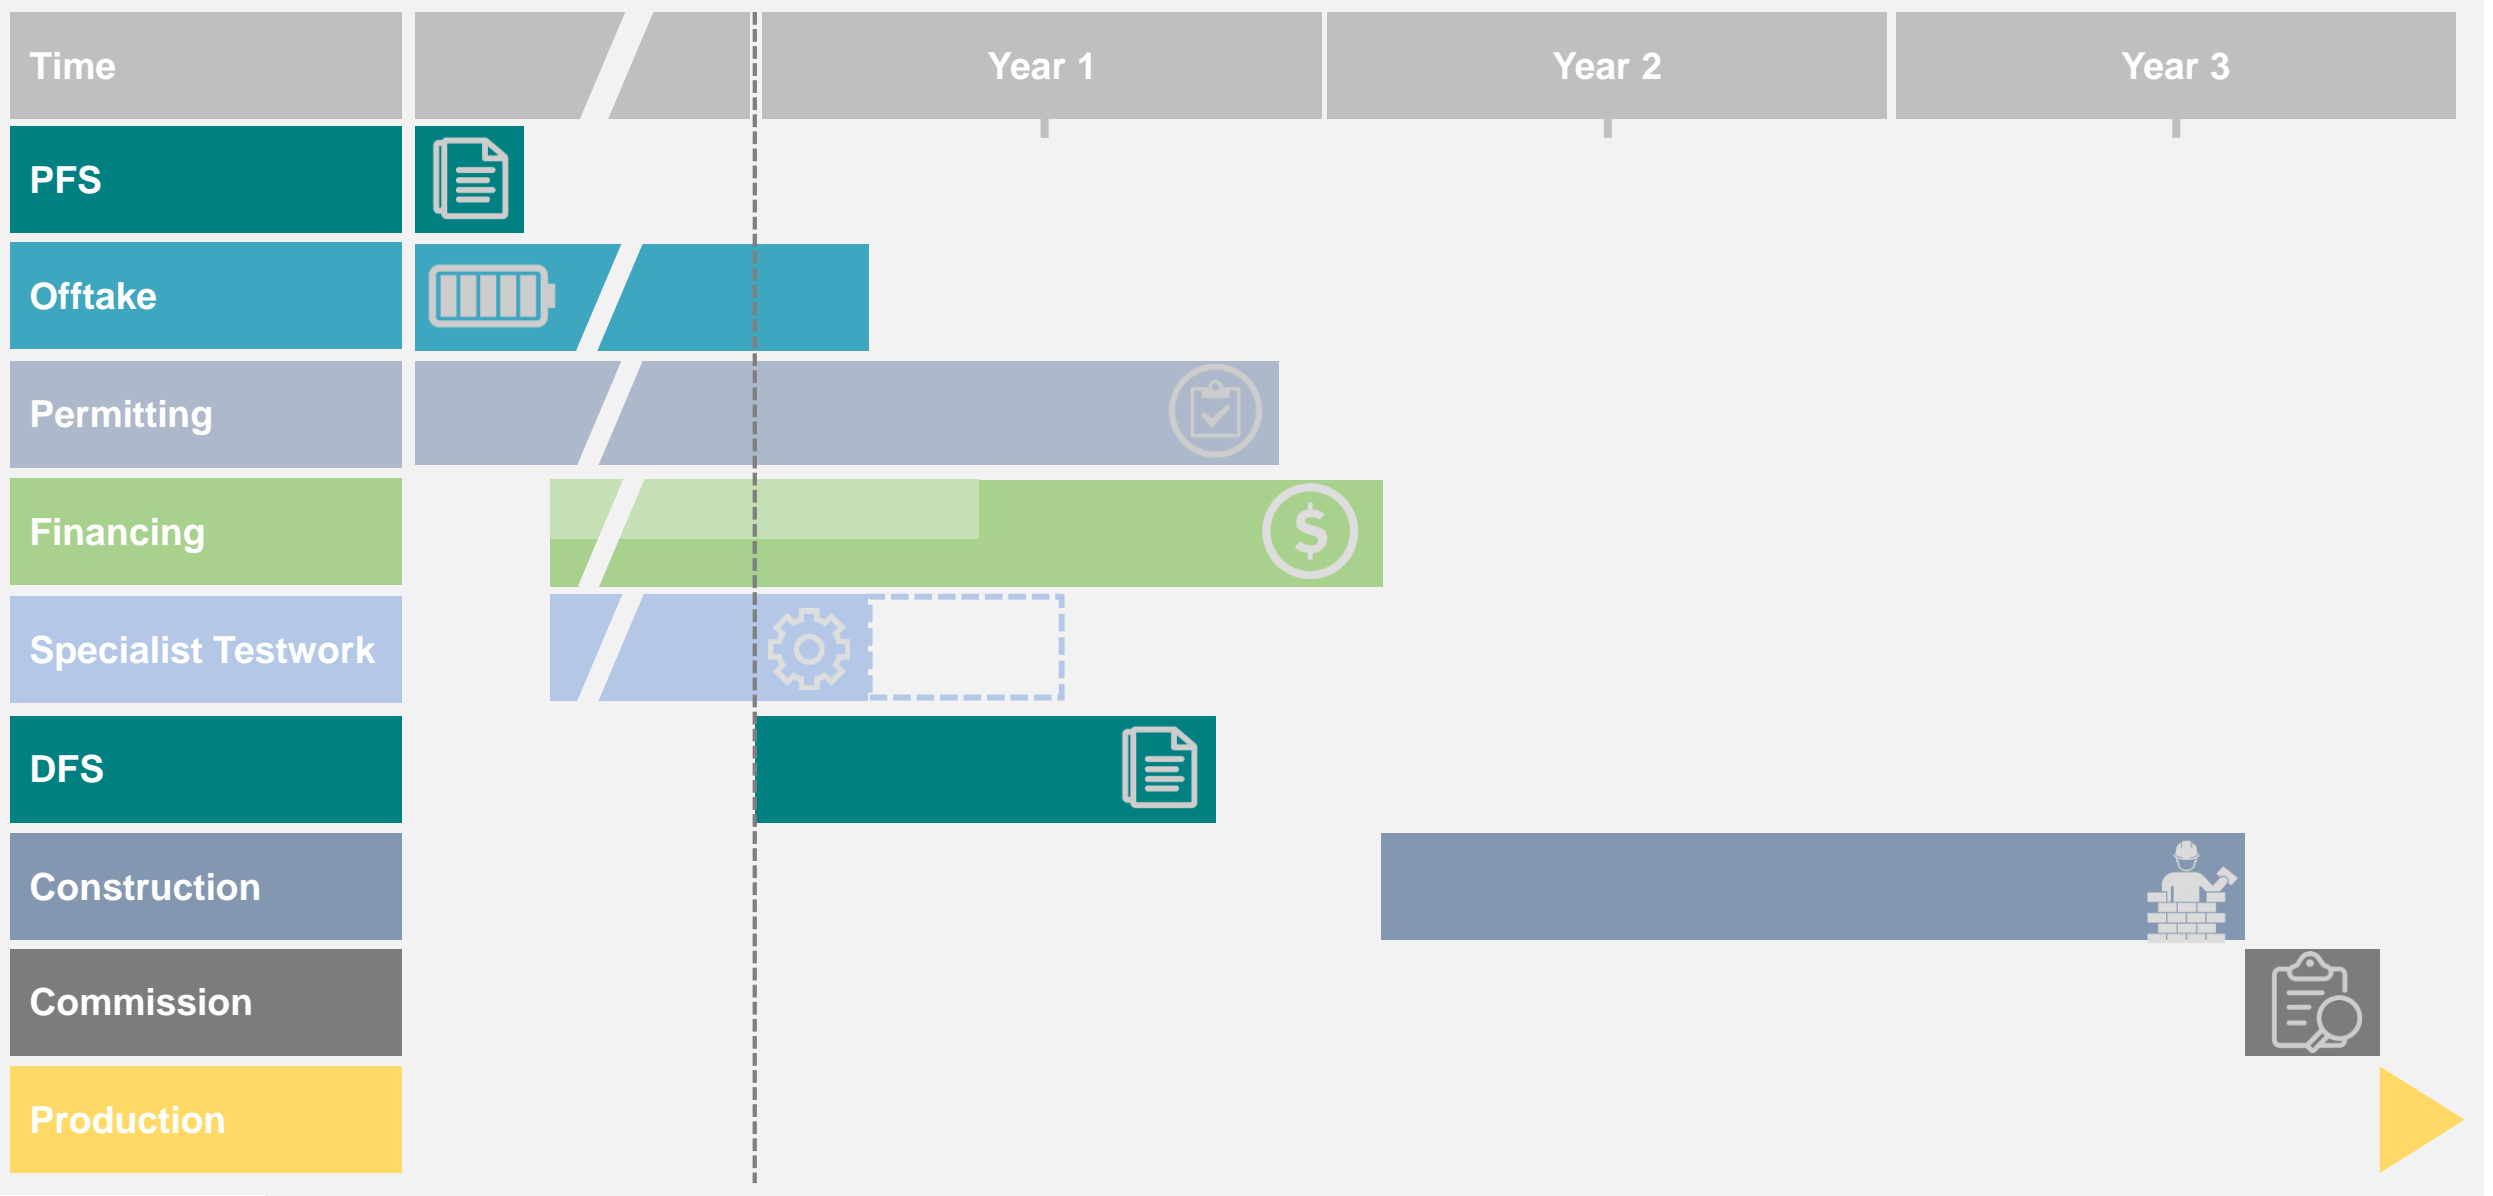 Time
Year 1
Year 2
Year 3
PFS
Offtake
Permitting
Financing
$
Specialist Testwork
DFS
Construction
Commission
Production